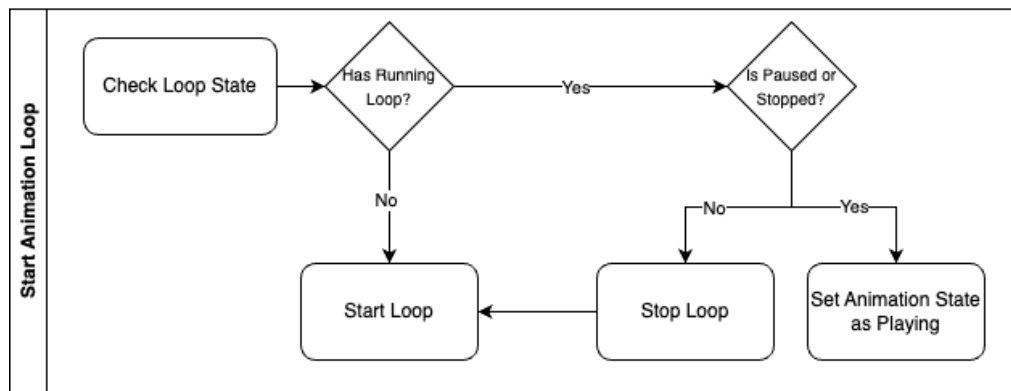 Start Animation Loop
Check Loop State
Has Running
Loop?
Yes
Is Paused or
Stopped?
No
No
Yes
Start Loop
Stop Loop
Set Animation State
as Playing